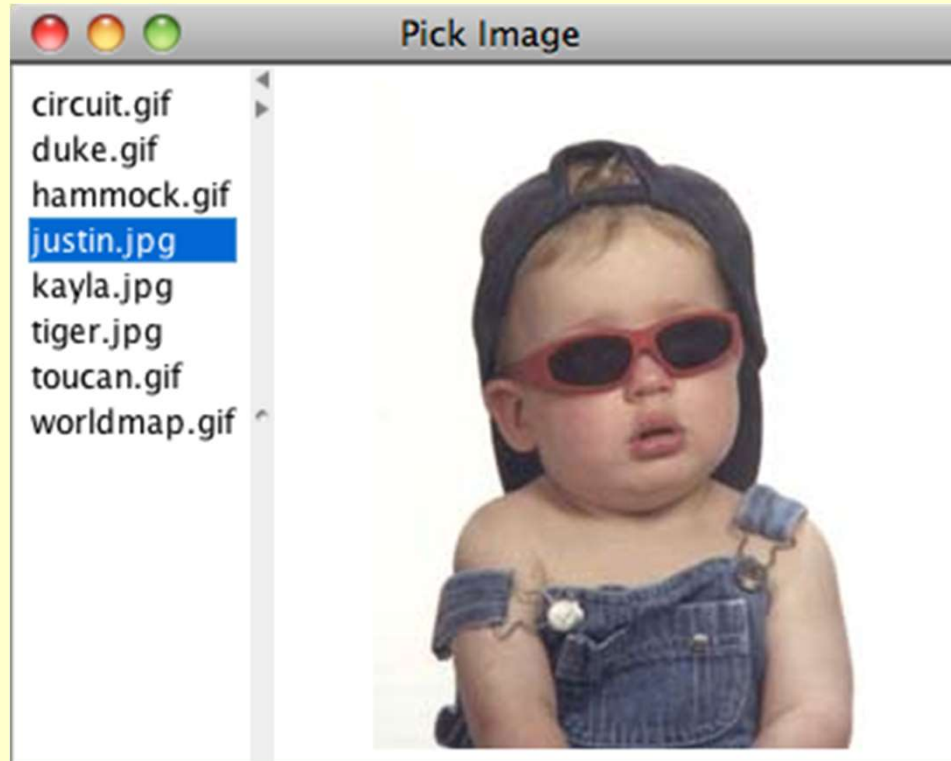 Pick Image
circuit.gif
duke.gif
hammock.gif
justin.jpg
kayla.jpg
tiger.jpg
toucan.gif
worldmap.gif